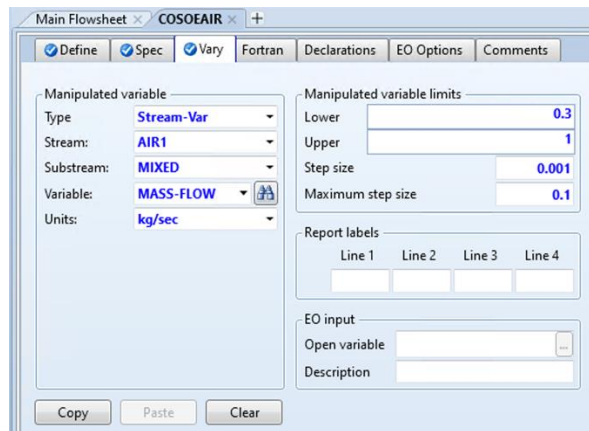 Main Flowsheet × COSOEAIR × +
Define Spec Vary Fortran Declarations EO Options Comments
Manipulated variable
Type Stream-Var
Stream: AIR1
Substream: MIXED
Variable: MASS-FLOW
Units: kg/sec
Manipulated variable limits
Lower 0.3
Upper 1
Step size 0.001
Maximum step size 0.1
Report labels
Line 1 Line 2 Line 3 Line 4
EO input
Open variable ...
Description
Copy Paste Clear